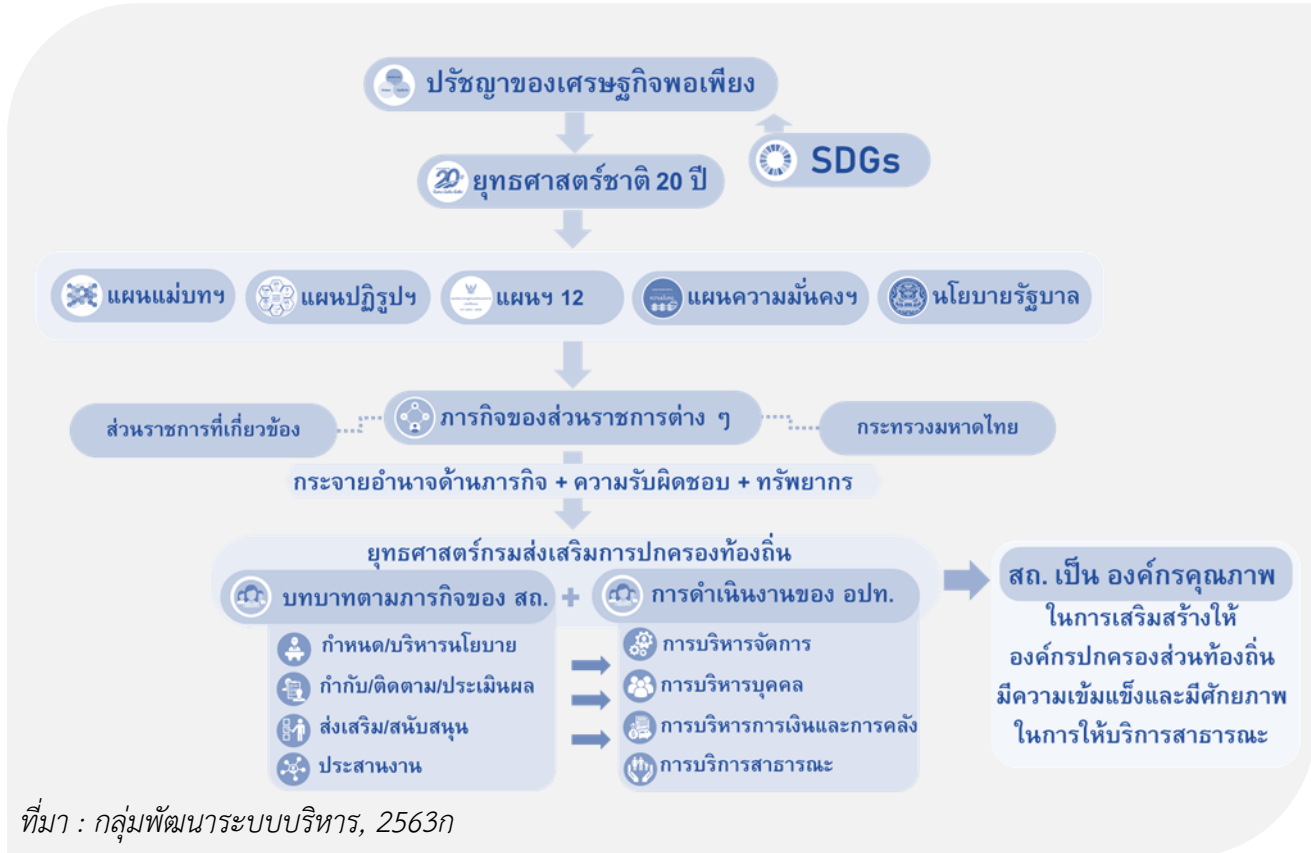 ปรัชญาของเศรษฐกิจพอเพียง
SDGs
20 ยุทธศาสตร์ชาติ 20 ปี
แผนแม่บทฯ
แผนปฏิรูปฯ
แผนฯ 12
แผนความมั่นคงฯ
นโยบายรัฐบาล
ส่วนราชการที่เกี่ยวข้อง
ภารกิจของส่วนราชการต่าง ๆ
กระทรวงมหาดไทย
กระจายอำนาจด้านภารกิจ + ความรับผิดชอบ + ทรัพยากร
ยุทธศาสตร์กรมส่งเสริมการปกครองท้องถิ่น
บทบาทตามภารกิจของ สถ.
+
การดำเนินงานของ อปท.
กำหนด/บริหารนโยบาย
กำกับ/ติดตาม/ประเมินผล
ส่งเสริม/สนับสนุน
ประสานงาน
การบริหารจัดการ
การบริหารบุคคล
การบริหารการเงินและการคลัง
การบริการสาธารณะ
สถ. เป็น องค์กรคุณภาพ
ในการเสริมสร้างให้
องค์กรปกครองส่วนท้องถิ่น
มีความเข้มแข็งและมีศักยภาพ
ในการให้บริการสาธารณะ
ที่มา : กลุ่มพัฒนาระบบบริหาร, 2563ก